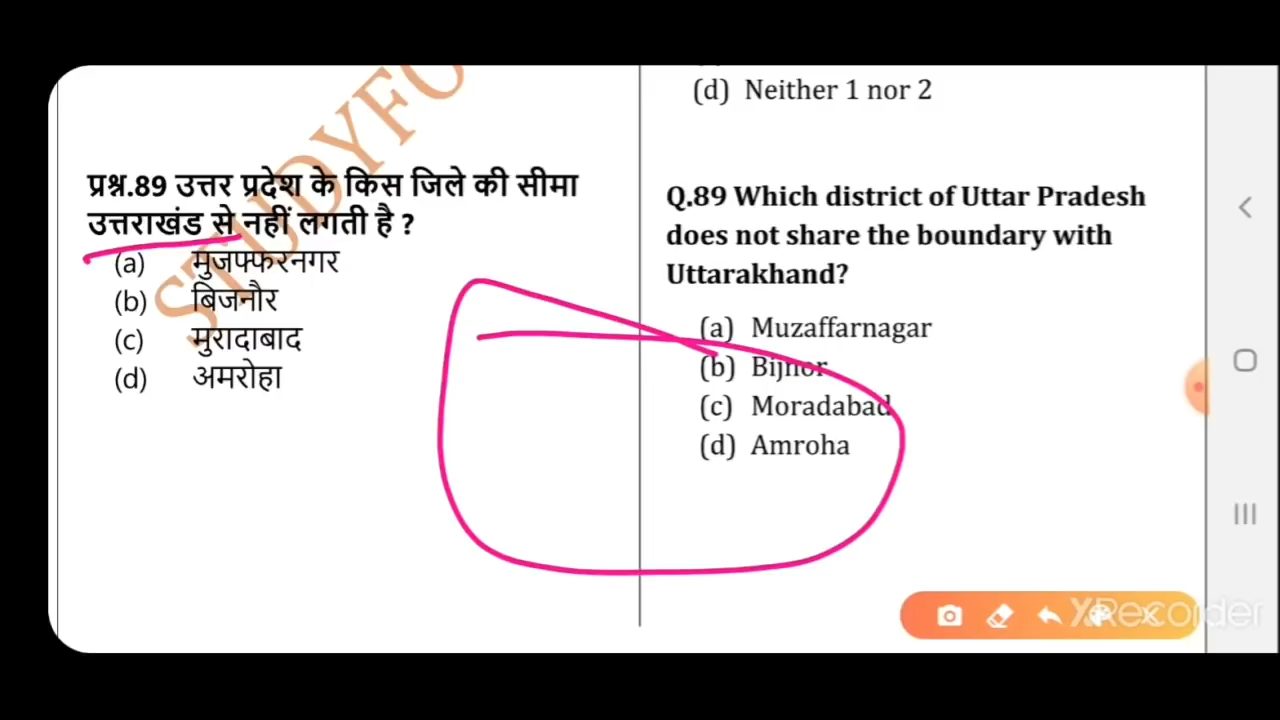 प्रश्न.89 उत्तर प्रदेश के किस जिले की सीमा
उत्तराखंड से नहीं लगती है ?
(a) मुजफ्फरनगर
(b) बिजनौर
(c) मुरादाबाद
(d) अमरोहा
(d) Neither 1 nor 2
Q.89 Which district of Uttar Pradesh
does not share the boundary with
Uttarakhand?
(a) Muzaffarnagar
(b) Bijnor
(c) Moradabad
(d) Amroha
STUDYFO
XRecorder